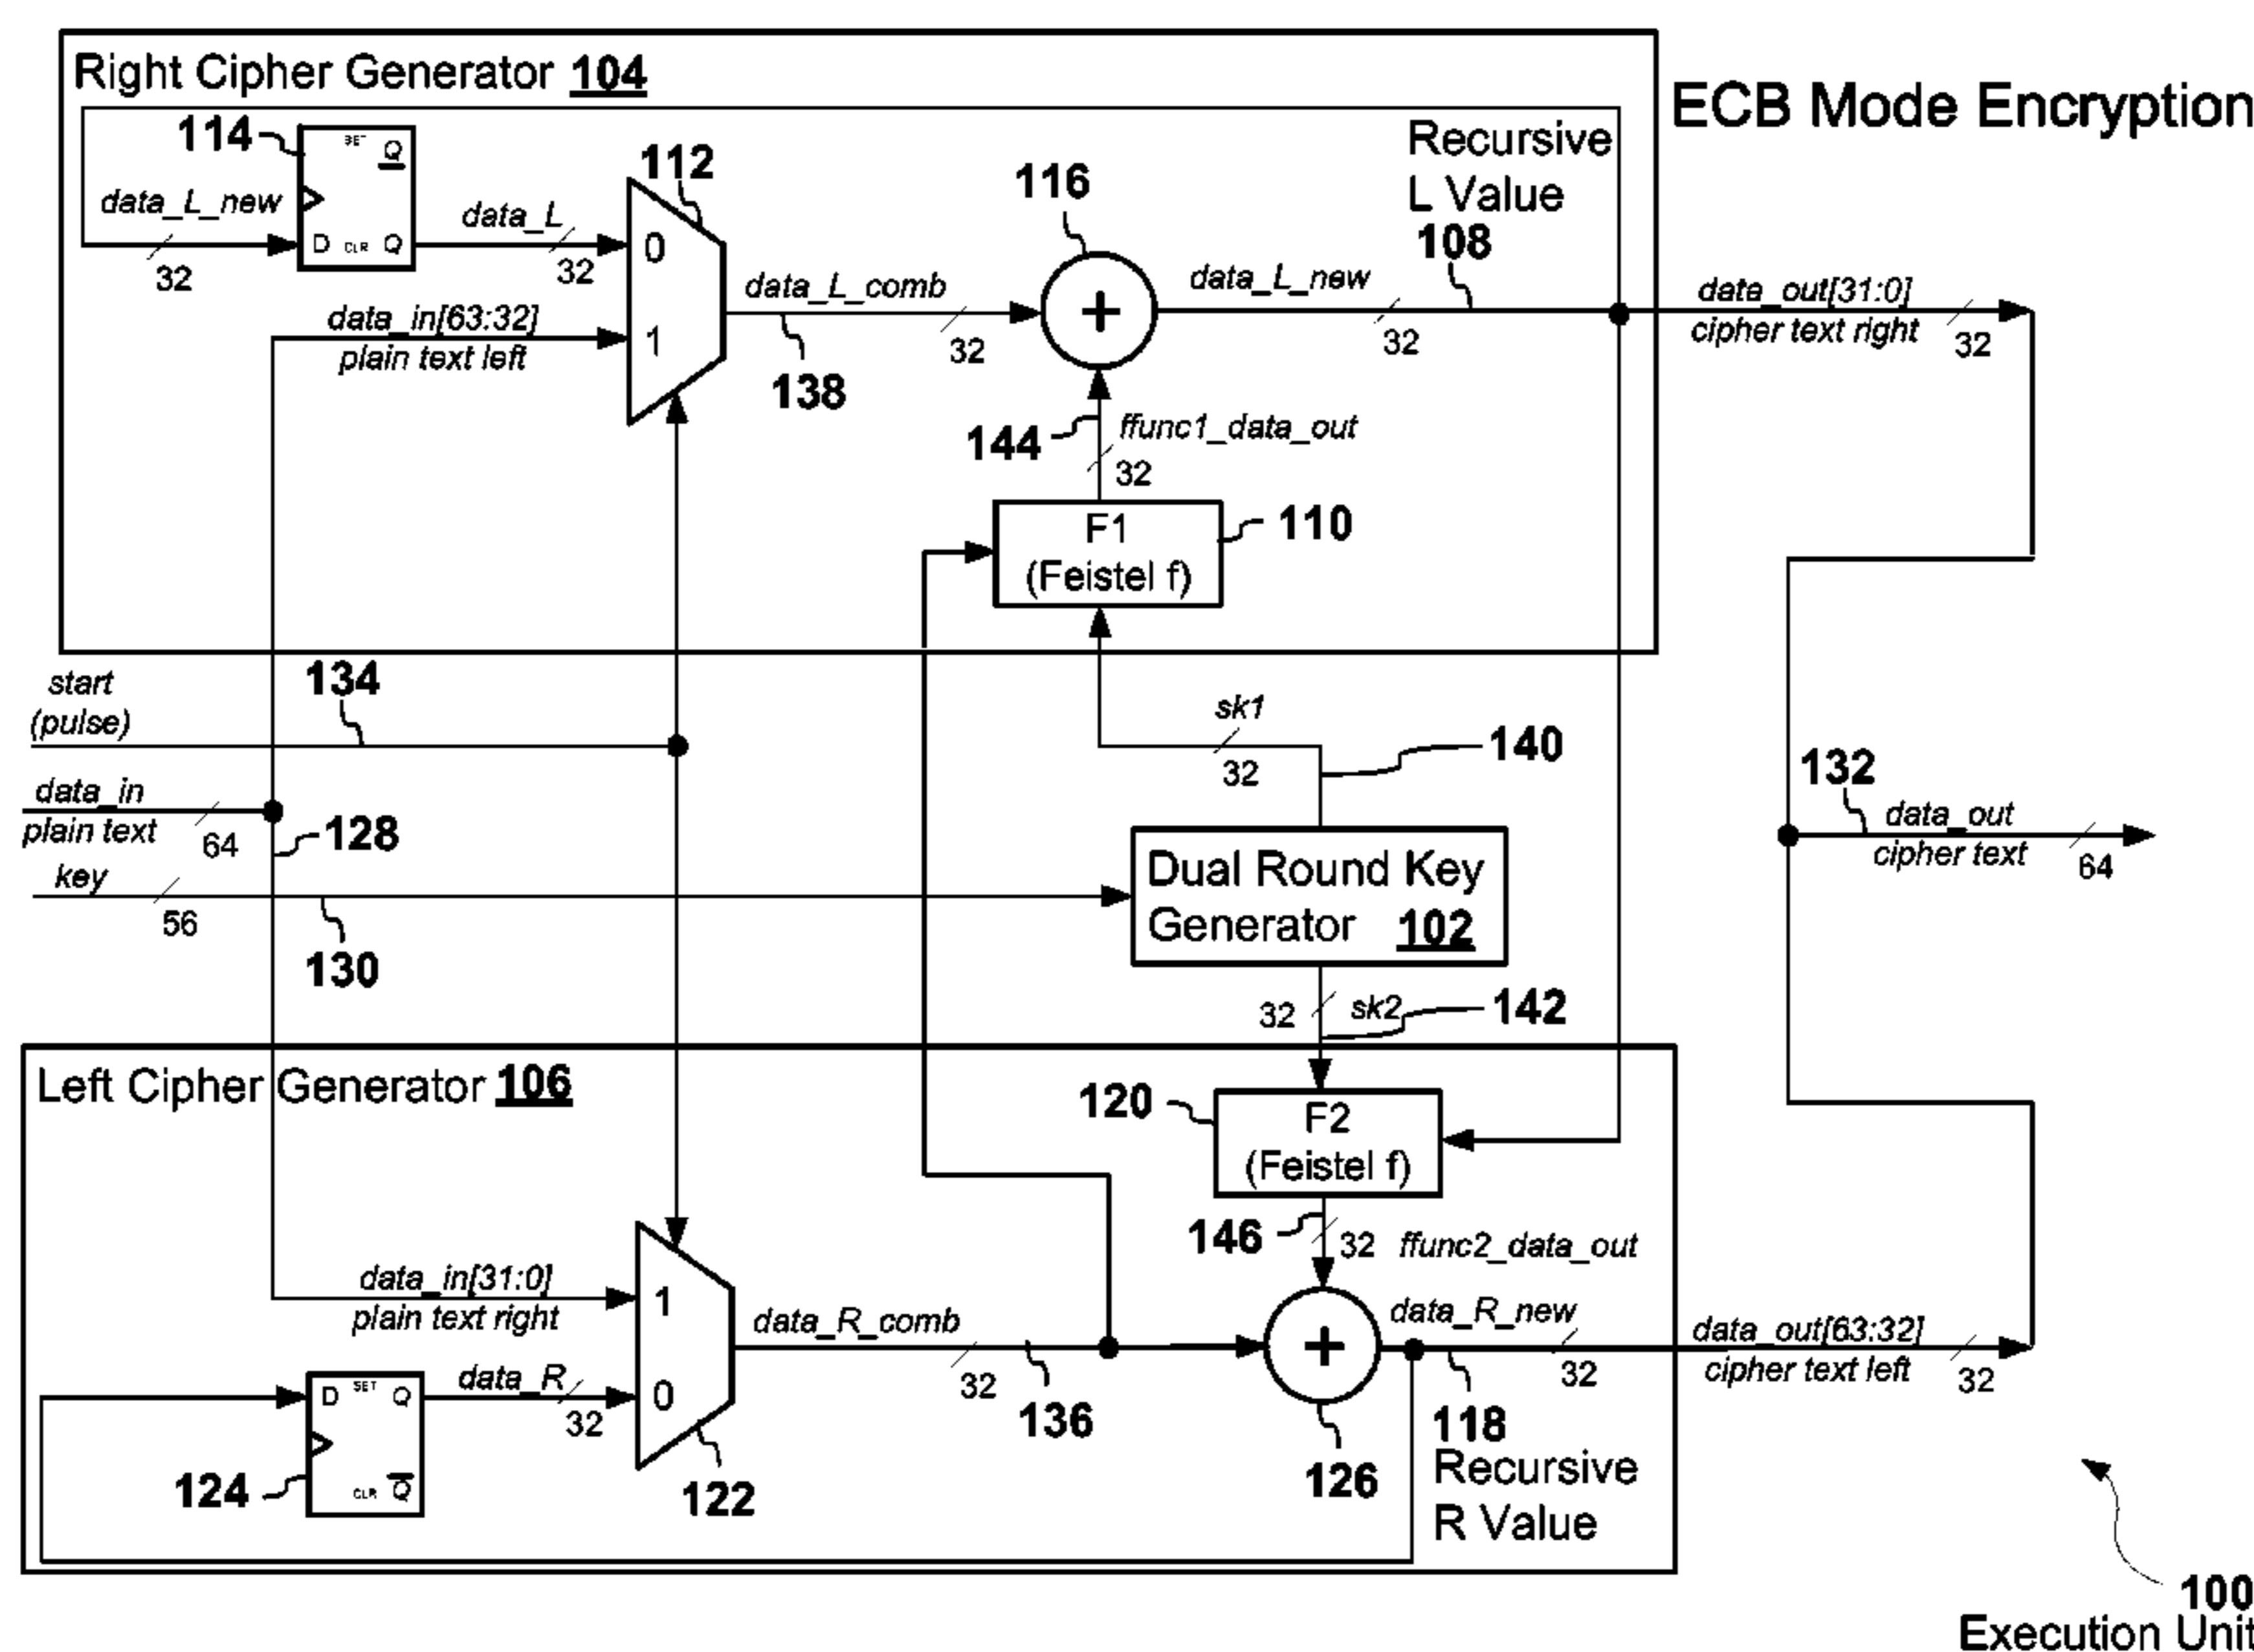 Right Cipher Generator 104
ECB Mode Encryption
114
SET
Q
data_L_new
32
D
CLR
Q
data_L
32
112
0
1
data_in[63:32]
plain text left
data_L_comb
32
138
116
+
Recursive
L Value
108
data_L_new
32
data_out[31:0]
cipher text right
32
144
ffunc1_data_out
32
F1
(Feistel f)
110
start
(pulse)
134
sk1
32
140
data_in
plain text
64
128
key
56
130
Dual Round Key
Generator 102
132
data_out
cipher text
64
32
sk2
142
Left Cipher Generator 106
120
F2
(Feistel f)
146
32
ffunc2_data_out
data_in[31:0]
plain text right
1
0
data_R_comb
32
136
+
data_R_new
32
data_out[63:32]
cipher text left
32
D
SET
Q
data_R
32
124
CLR
Q
122
126
118
Recursive
R Value
100
Execution Unit